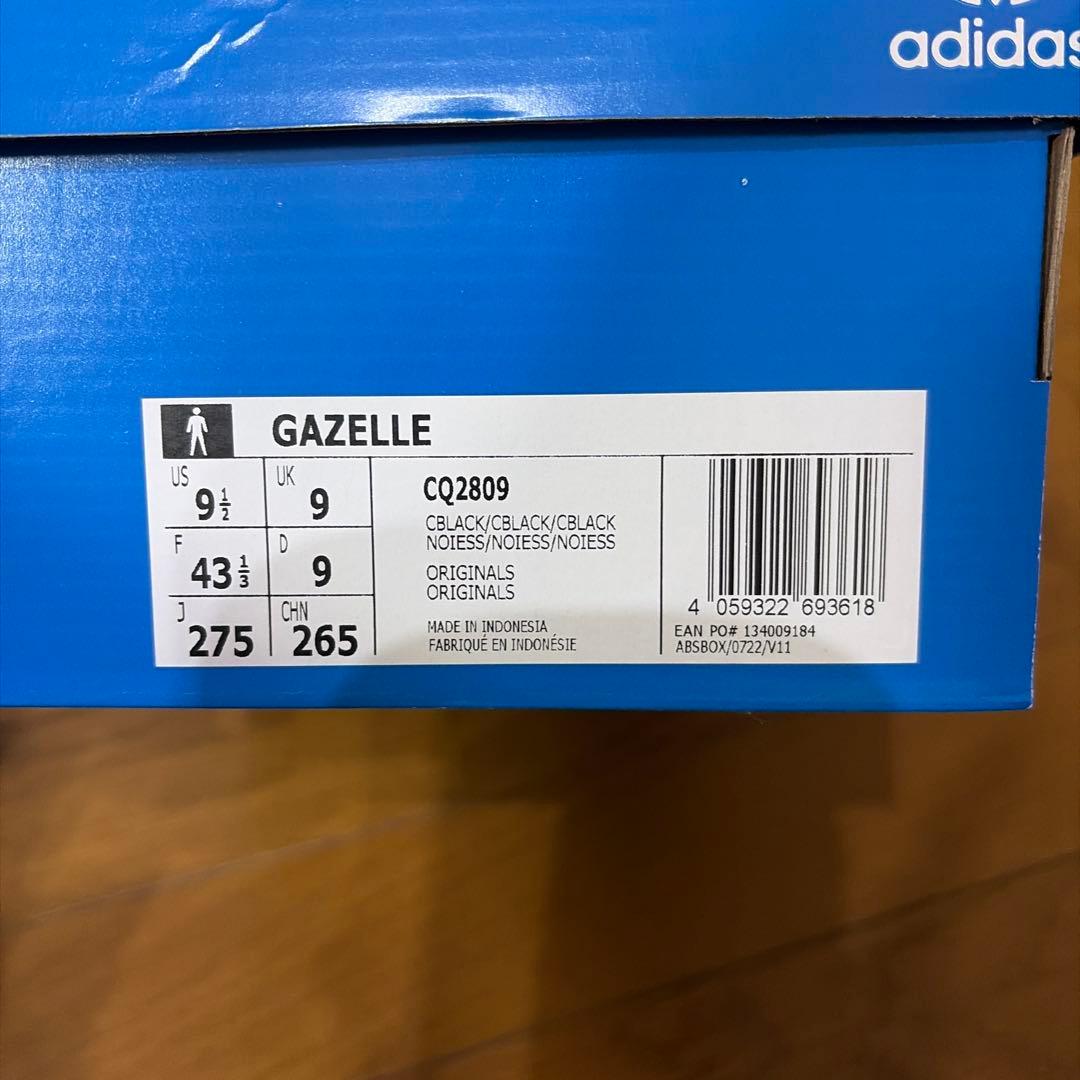 adidas
GAZELLE
US 9 1/2
UK 9
F 43 1/3
D 9
J 275
CHN 265
CQ2809
CBLACK/CBLACK/CBLACK
NOIESS/NOIESS/NOIESS
ORIGINALS
ORIGINALS
MADE IN INDONESIA
FABRIQUÉ EN INDONÉSIE
4 059322 693618
EAN PO# 134009184
ABSBOX/0722/V11